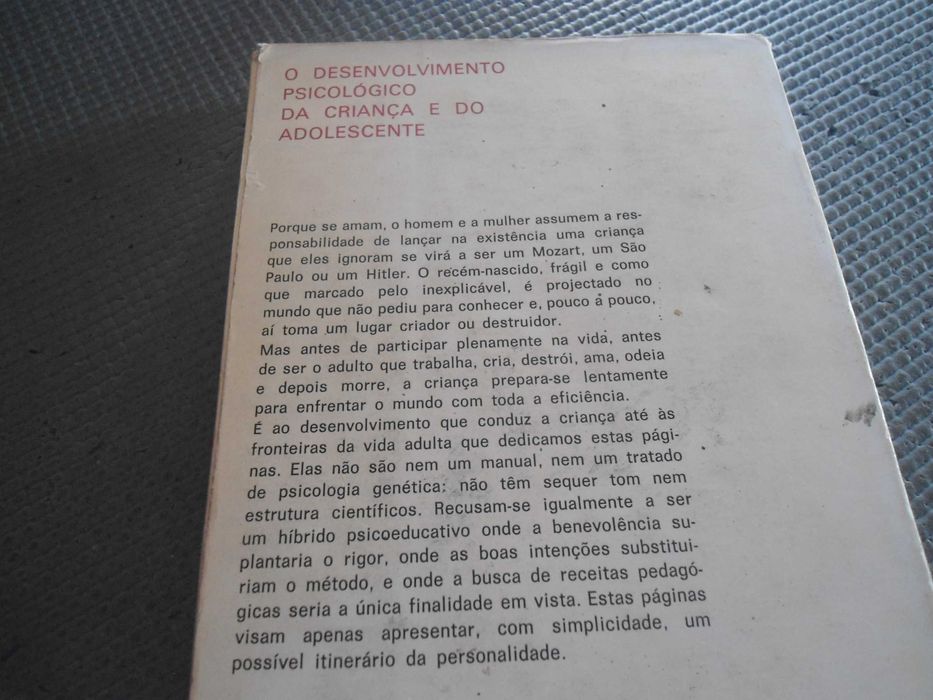 O DESENVOLVIMENTO
PSICOLÓGICO
DA CRIANÇA E DO
ADOLESCENTE
Porque se amam, o homem e a mulher assumem a res-
ponsabilidade de lançar na existência uma criança
que eles ignoram se virá a ser um Mozart, um São
Paulo ou um Hitler. O recém-nascido, frágil e como
que marcado pelo inexplicável, é projectado no
mundo que não pediu para conhecer e, pouco a pouco,
aí toma um lugar criador ou destruidor.
Mas antes de participar plenamente na vida, antes
de ser o adulto que trabalha, cria, destrói, ama, odeia
e depois morre, a criança prepara-se lentamente
para enfrentar o mundo com toda a eficiência.
É ao desenvolvimento que conduz a criança até às
fronteiras da vida adulta que dedicamos estas pági-
nas. Elas não são nem um manual, nem um tratado
de psicologia genética: não têm sequer tom nem
estrutura científicos. Recusam-se igualmente a ser
um híbrido psicoeducativo onde a benevolência su-
plantaria o rigor, onde as boas intenções substitui-
riam o método, e onde a busca de receitas pedagó-
gicas seria a única finalidade em vista. Estas páginas
visam apenas apresentar, com simplicidade, um
possível itinerário da personalidade.